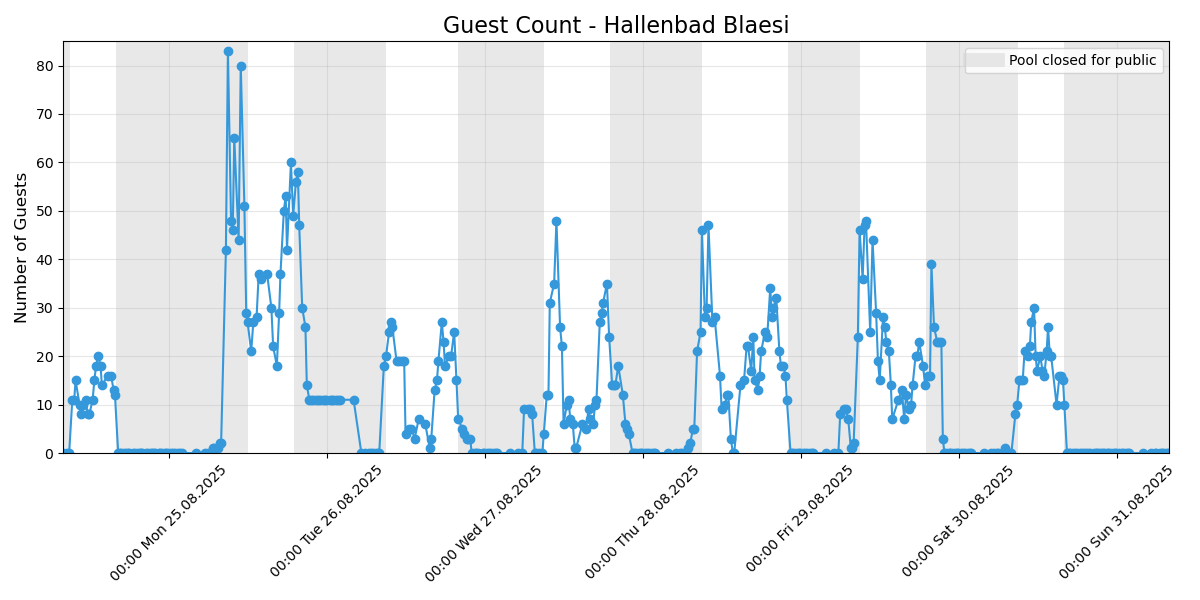 Guest Count - Hallenbad Blaesi
Pool closed for public
Number of Guests
80
70
60
50
40
30
20
10
0
00:00 Mon 25.08.2025
00:00 Tue 26.08.2025
00:00 Wed 27.08.2025
00:00 Thu 28.08.2025
00:00 Fri 29.08.2025
00:00 Sat 30.08.2025
00:00 Sun 31.08.2025